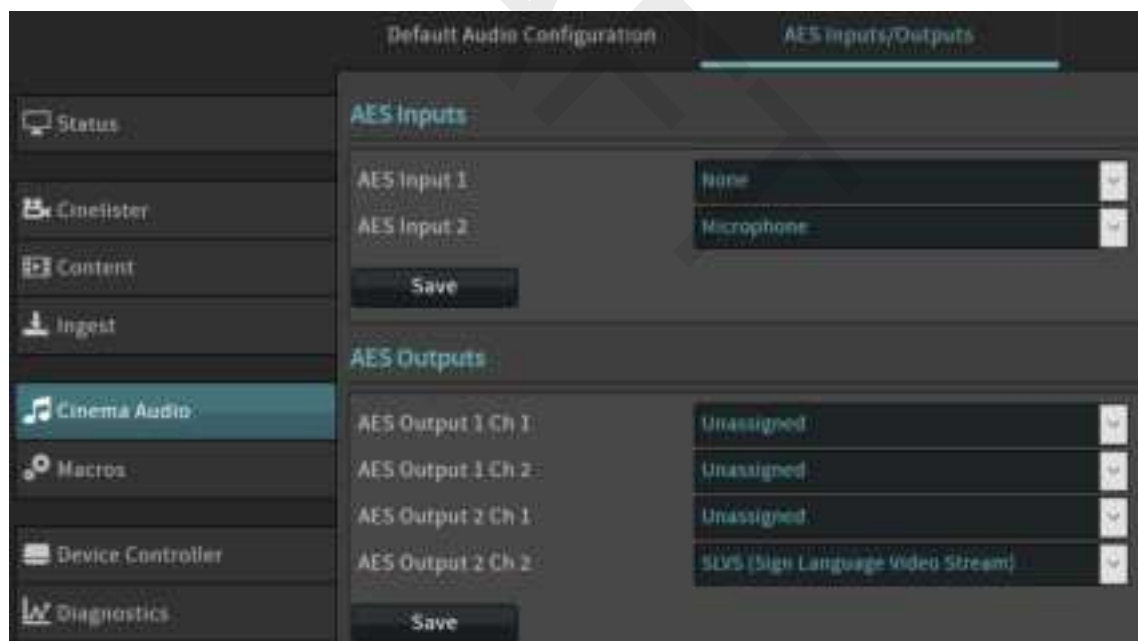 Default Audio Configuration
AES Inputs/Outputs
Status
Cinelister
Content
Ingest
Cinema Audio
Macros
Device Controller
Diagnostics
AES Inputs
AES Input 1
None
AES Input 2
Microphone
Save
AES Outputs
AES Output 1 Ch 1
Unassigned
AES Output 1 Ch 2
Unassigned
AES Output 2 Ch 1
Unassigned
AES Output 2 Ch 2
SLVS (Sign Language Video Stream)
Save